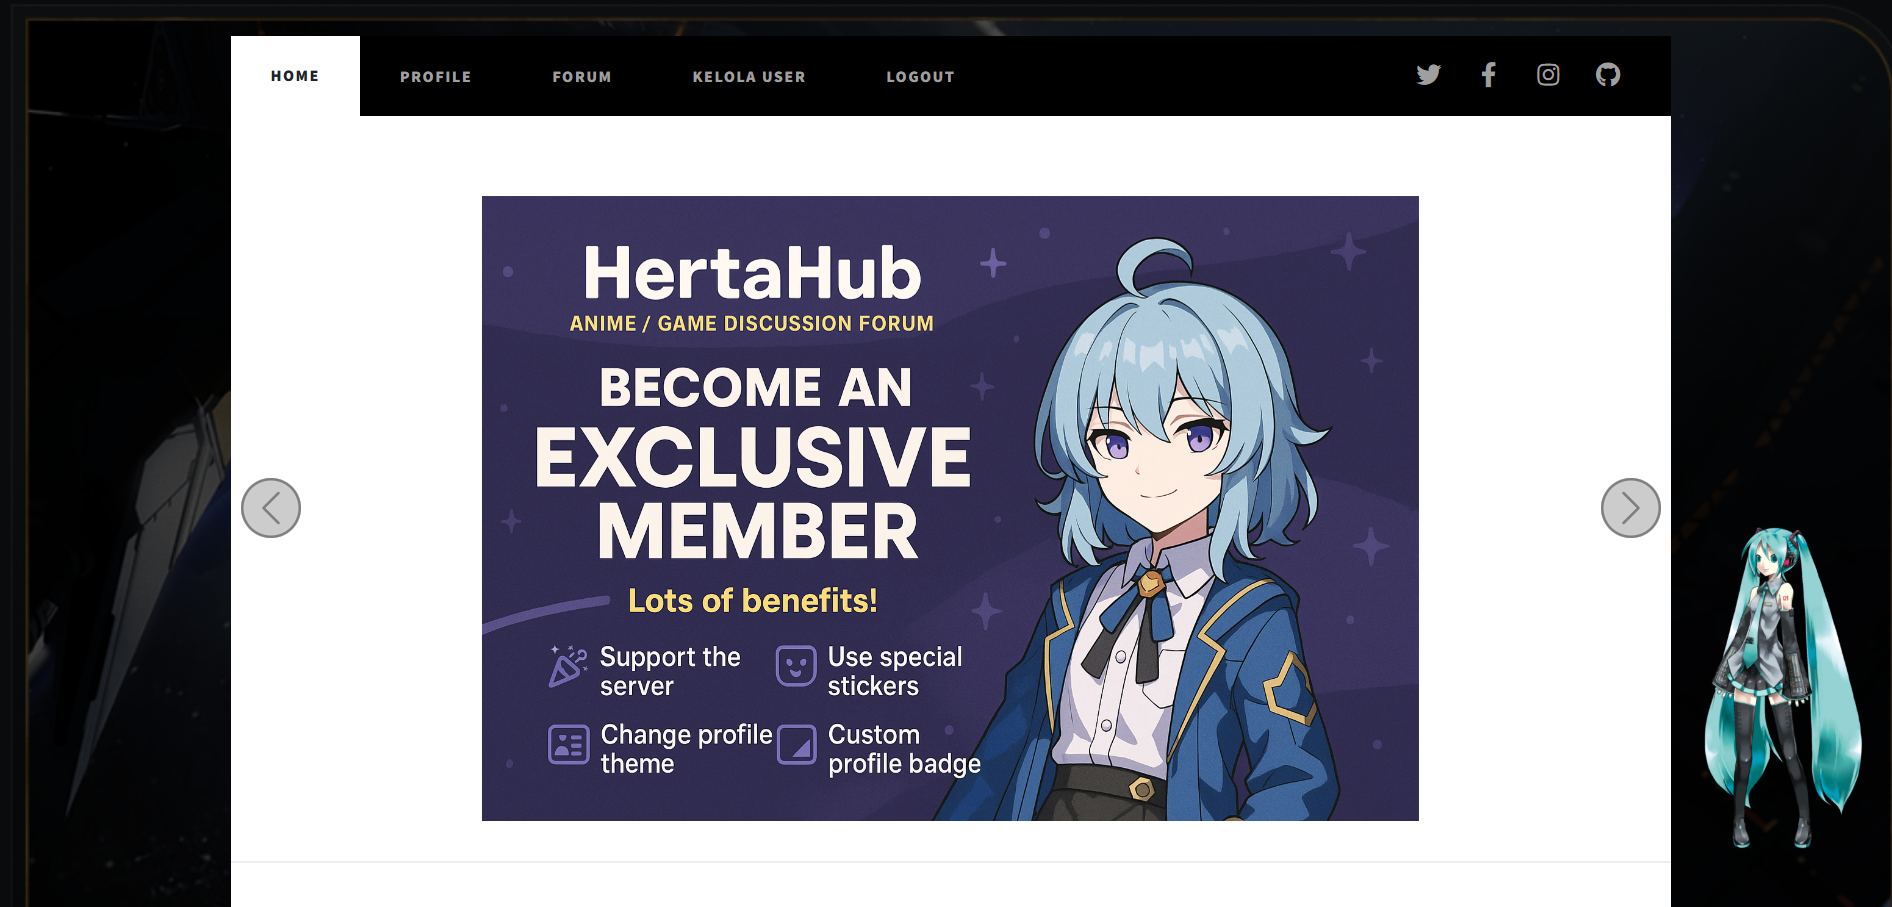 HOME PROFILE FORUM KELOLA USER LOGOUT
HertaHub
ANIME / GAME DISCUSSION FORUM
BECOME AN
EXCLUSIVE
MEMBER
Lots of benefits!
Support the
server
Use special
stickers
Change profile
theme
Custom
profile badge